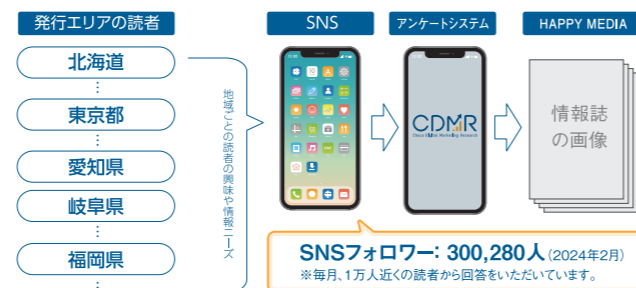 発行エリアの読者
北海道
⋮
東京都
⋮
愛知県
岐阜県
⋮
福岡県
⋮
地域ごとの読者の興味や情報ニーズ
SNS
アンケートシステム
CDMR
HAPPY MEDIA
情報誌
の画像
SNSフォロワー: 300,280人(2024年2月)
※毎月、1万人近くの読者から回答をいただいています。